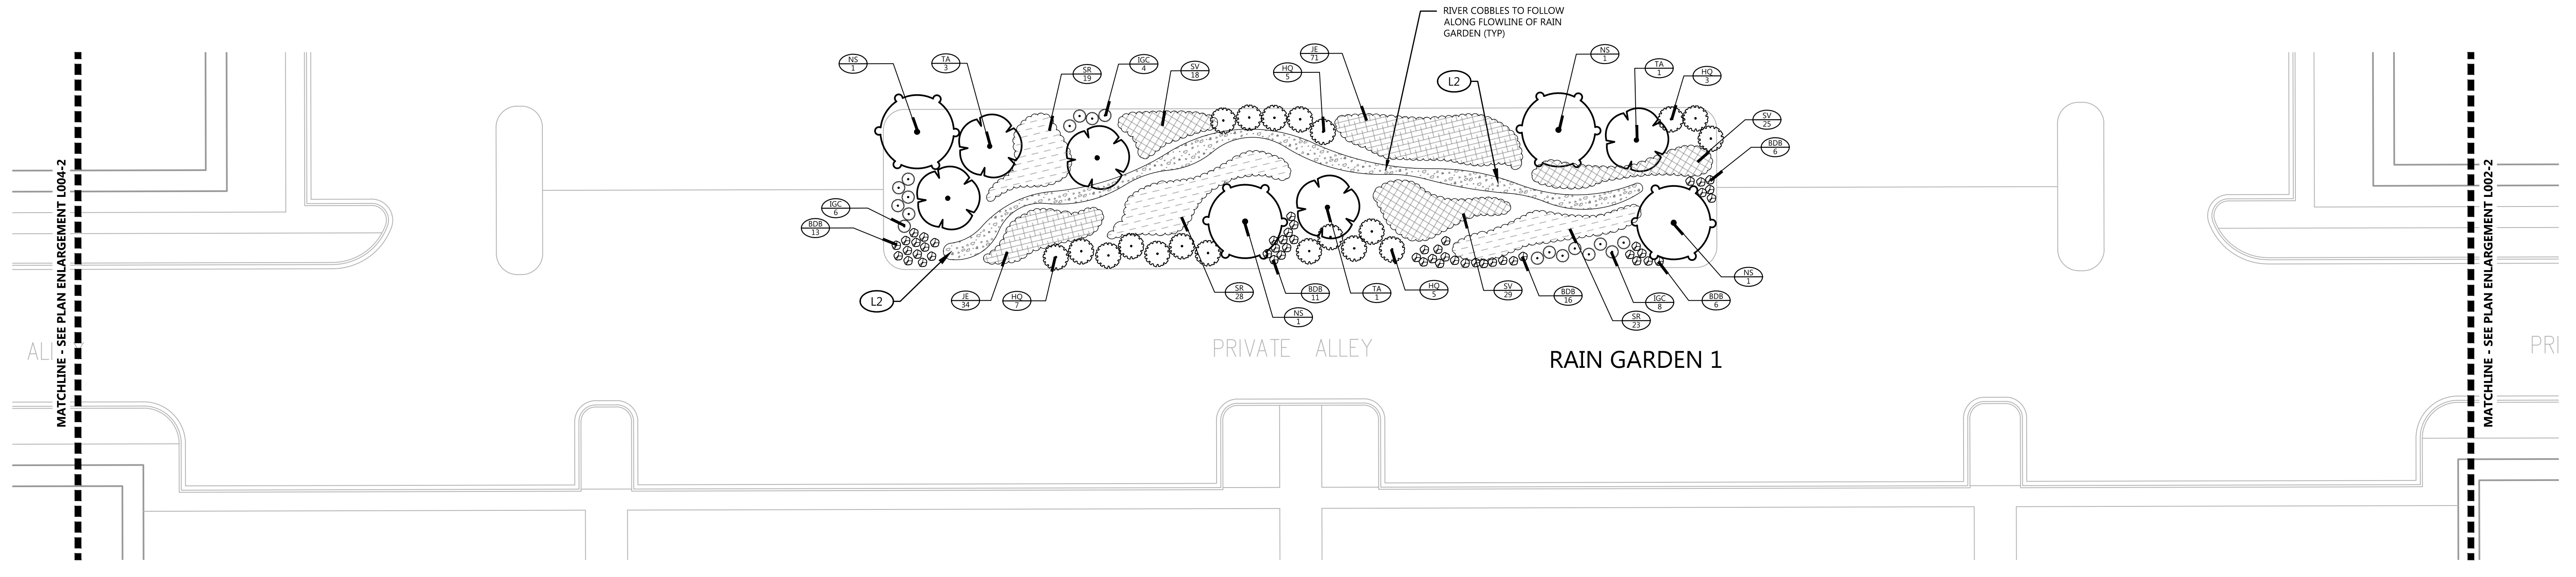 RIVER COBBLES TO FOLLOW
ALONG FLOWLINE OF RAIN
GARDEN (TYP)
NS
1
TA
3
SR
19
IGC
4
SV
18
HQ
5
JE
71
L2
NS
1
TA
1
HQ
3
SV
25
BDB
6
IGC
6
BDB
13
L2
JE
34
HQ
7
SR
28
BDB
11
NS
1
TA
1
HQ
5
SV
29
BDB
16
SR
23
IGC
8
BDB
6
NS
1
MATCHLINE - SEE PLAN ENLARGEMENT L004-2
MATCHLINE - SEE PLAN ENLARGEMENT L002-2
ALL
PRIVATE ALLEY
PRI
RAIN GARDEN 1